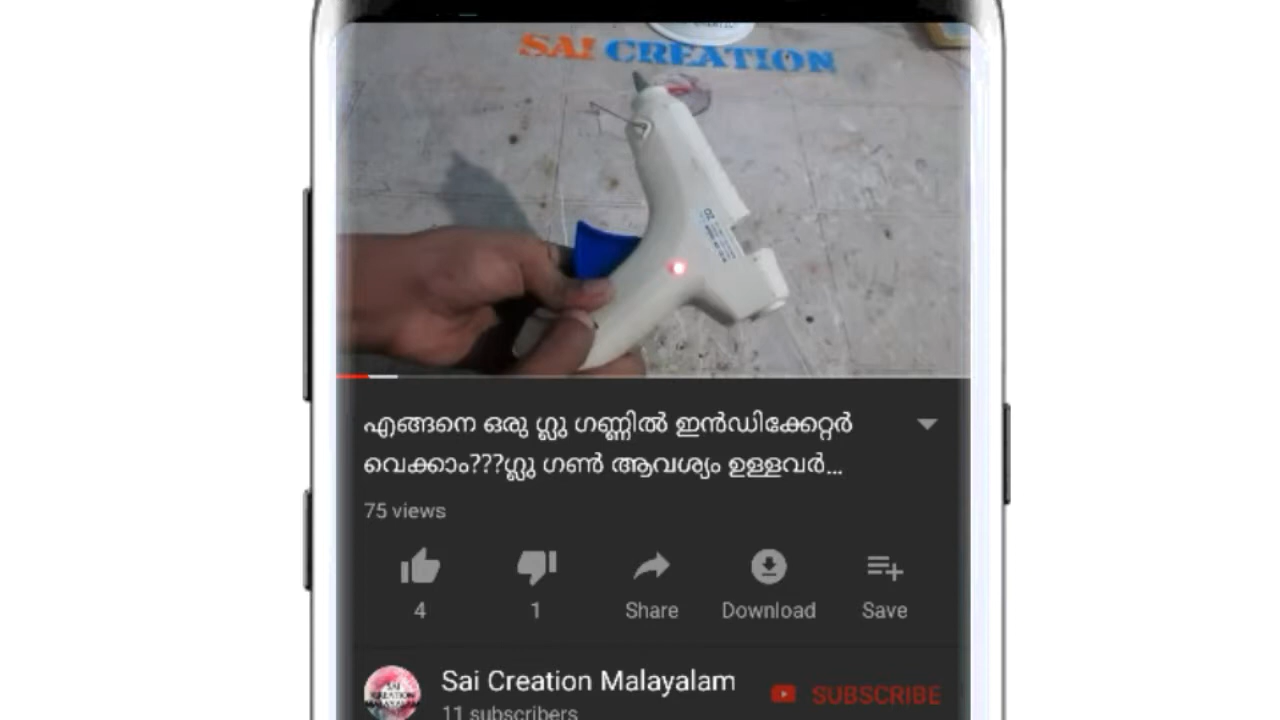 SAI CREATION
എങ്ങനെ ഒരു ഗ്ലൂ ഗണ്ണിൽ ഇൻഡിക്കേറ്റർ
വെക്കാം???ഗ്ലൂ ഗൺ ആവശ്യം ഉള്ളവർ...
75 views
4 1 Share Download Save
Sai Creation Malayalam
SUBSCRIBE
11 subscribers